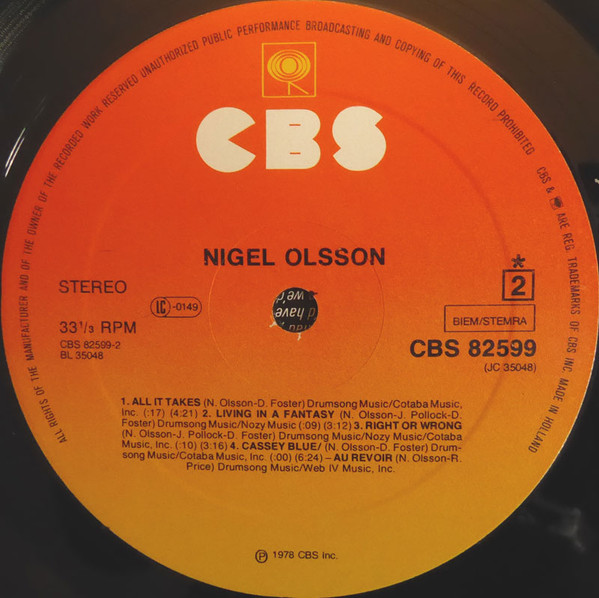 ALL RIGHTS OF THE MANUFACTURER AND OF THE OWNER OF THE RECORDED WORK RESERVED UNAUTHORIZED PUBLIC PERFORMANCE BROADCASTING AND COPYING OF THIS RECORD PROHIBITED
CBS & ARE REG. TRADEMARKS OF CBS INC. MADE IN HOLLAND
CBS
NIGEL OLSSON
STEREO
LC-0149
* 2
33 1/3 RPM
BIEM/STEMRA
CBS 82599-2
CBS 82599
BL 35048
(JC 35048)
d have
we'd
1. ALL IT TAKES (N. Olsson-D. Foster) Drumsong Music/Cotaba Music,
Inc. (:17) (4:21) 2. LIVING IN A FANTASY (N. Olsson-J. Pollock-D.
Foster) Drumsong Music/Nozy Music (:09) (3:12) 3. RIGHT OR WRONG
(N. Olsson-J. Pollock-D. Foster) Drumsong Music/Nozy Music/Cotaba
Music, Inc. (:10) (3:16) 4. CASSEY BLUE/ (N. Olsson-D. Foster) Drum-
song Music/Cotaba Music, Inc. (:00) (6:24) – AU REVOIR (N. Olsson-R.
Price) Drumsong Music/Web IV Music, Inc.
℗ 1978 CBS Inc.